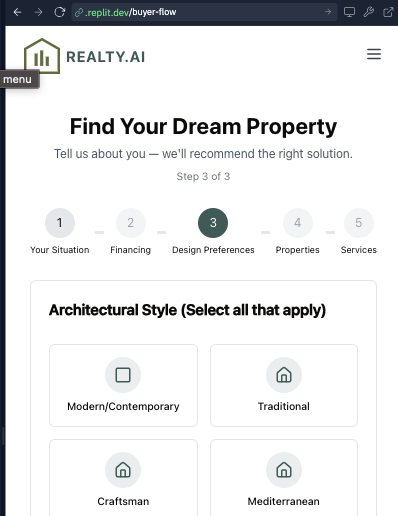 .replit.dev/buyer-flow
REALTY.AI
menu
Find Your Dream Property
Tell us about you — we'll recommend the right solution.
Step 3 of 3
1 2 3 4 5
Your Situation Financing Design Preferences Properties Services
Architectural Style (Select all that apply)
Modern/Contemporary Traditional
Craftsman Mediterranean